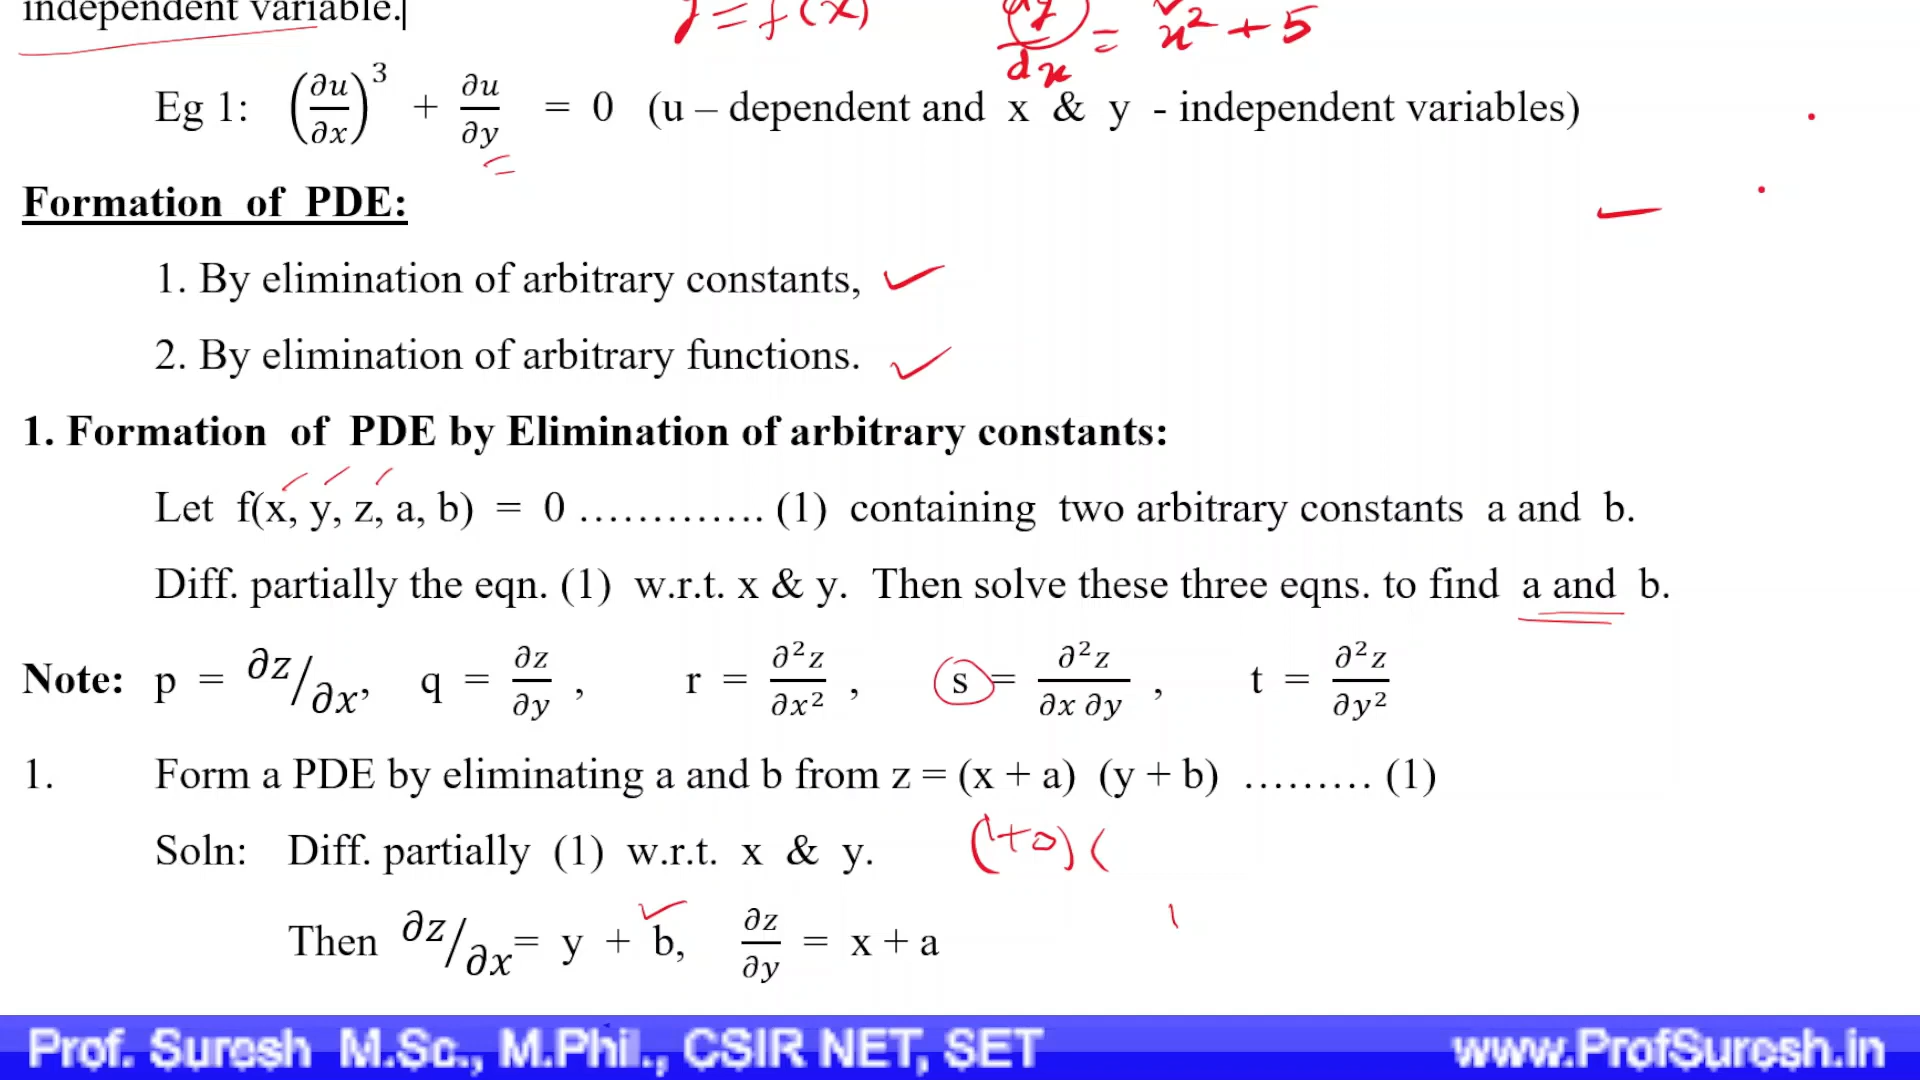 independent variable.
y = f(x) dy/dx = x² + 5
Eg 1: (∂u/∂x)³ + ∂u/∂y = 0 (u – dependent and x & y - independent variables)
Formation of PDE:
1. By elimination of arbitrary constants,
2. By elimination of arbitrary functions.
1. Formation of PDE by Elimination of arbitrary constants:
Let f(x, y, z, a, b) = 0 …………. (1) containing two arbitrary constants a and b.
Diff. partially the eqn. (1) w.r.t. x & y. Then solve these three eqns. to find a and b.
Note: p = ∂z/∂x, q = ∂z/∂y , r = ∂²z/∂x² , s = ∂²z/∂x ∂y , t = ∂²z/∂y²
1. Form a PDE by eliminating a and b from z = (x + a) (y + b) ……… (1)
Soln: Diff. partially (1) w.r.t. x & y. (1+0) (
Then ∂z/∂x = y + b, ∂z/∂y = x + a
Prof. Suresh M.Sc., M.Phil., CSIR NET, SET www.ProfSuresh.in